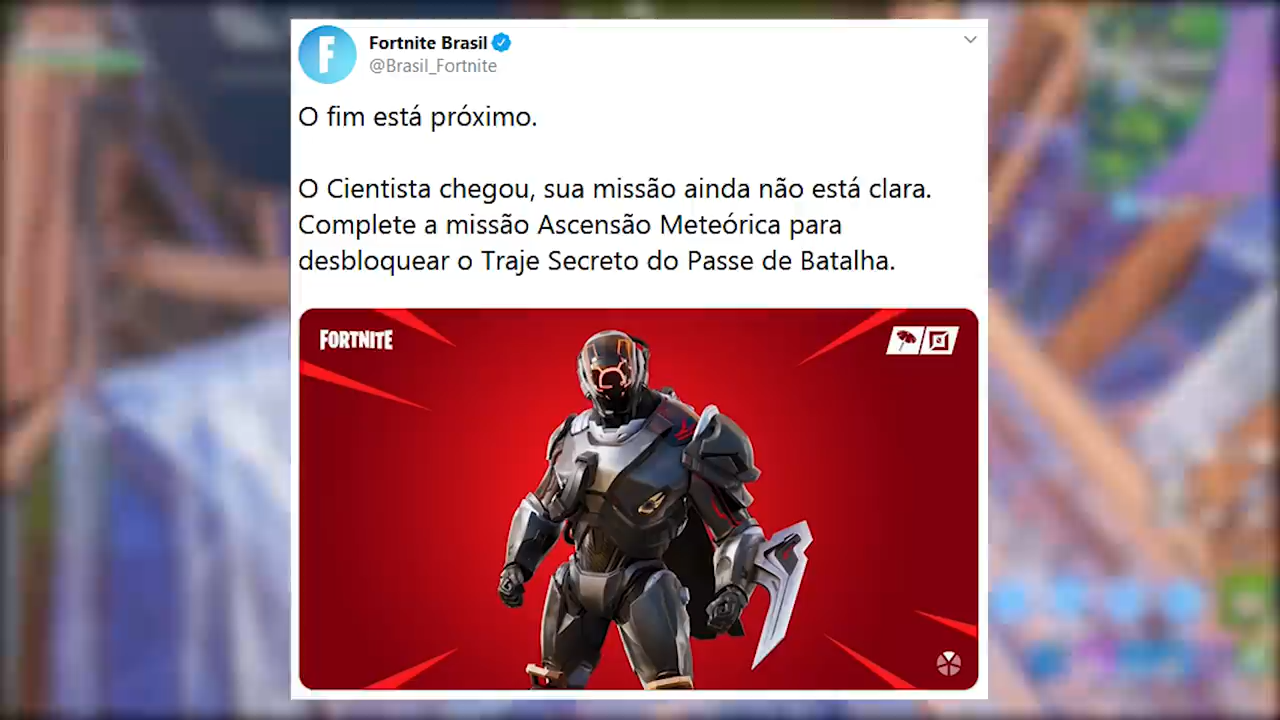 Fortnite Brasil
@Brasil_Fortnite
O fim está próximo.
O Cientista chegou, sua missão ainda não está clara.
Complete a missão Ascensão Meteórica para
desbloquear o Traje Secreto do Passe de Batalha.
FORTNITE